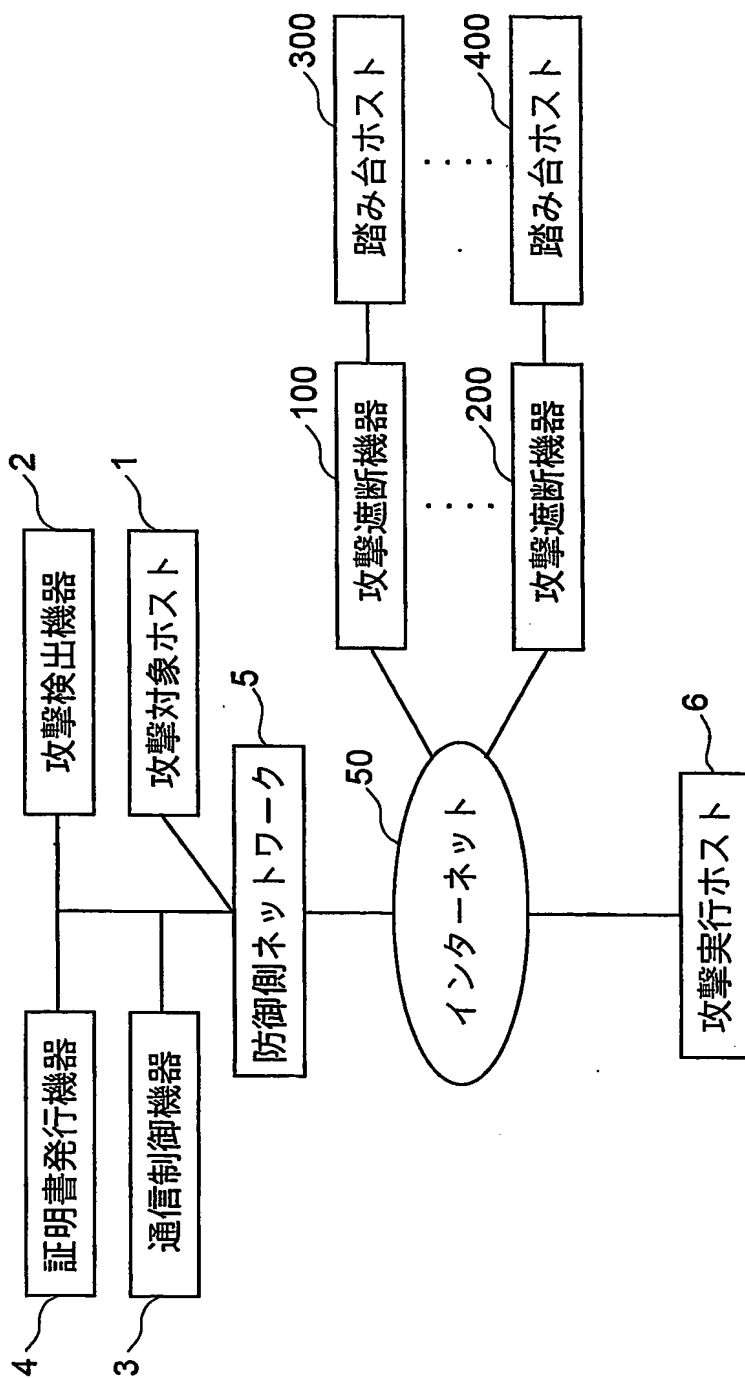 4
証明書発行機器
攻撃検出機器
2
3
通信制御機器
攻撃対象ホスト
1
防御側ネットワーク
5
インターネット
50
攻撃遮断機器
100
踏み台ホスト
300
攻撃遮断機器
200
踏み台ホスト
400
攻撃実行ホスト
6